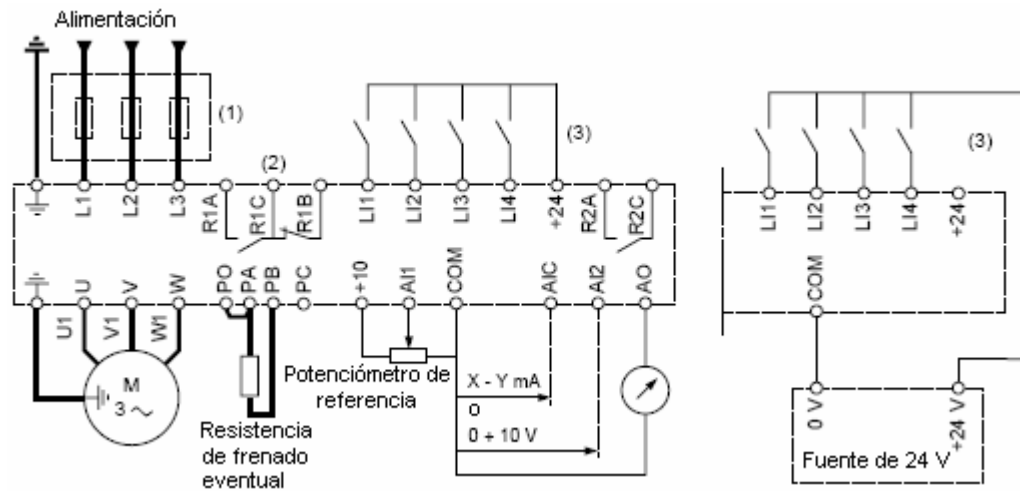 Alimentación
(1)
(2)
(3)
L1 L2 L3 R1A R1C R1B LI1 LI2 LI3 LI4 +24 R2A R2C
U V W PO PA PB PC +10 AI1 COM AIC AI2 AO
U1 V1 W1
M
3
Potenciómetro de
referencia
X - Y mA
O
0 + 10 V
Resistencia
de frenado
eventual
(3)
LI1 LI2 LI3 LI4 +24
COM
0 V +24 V
Fuente de 24 V